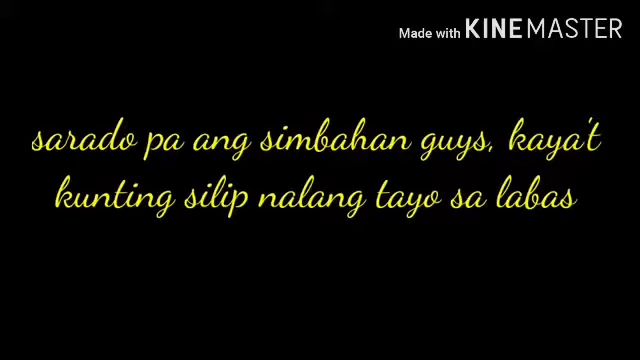 Made with KINEMASTER
sarado pa ang simbahan guys, kaya't
kunting silip nalang tayo sa labas